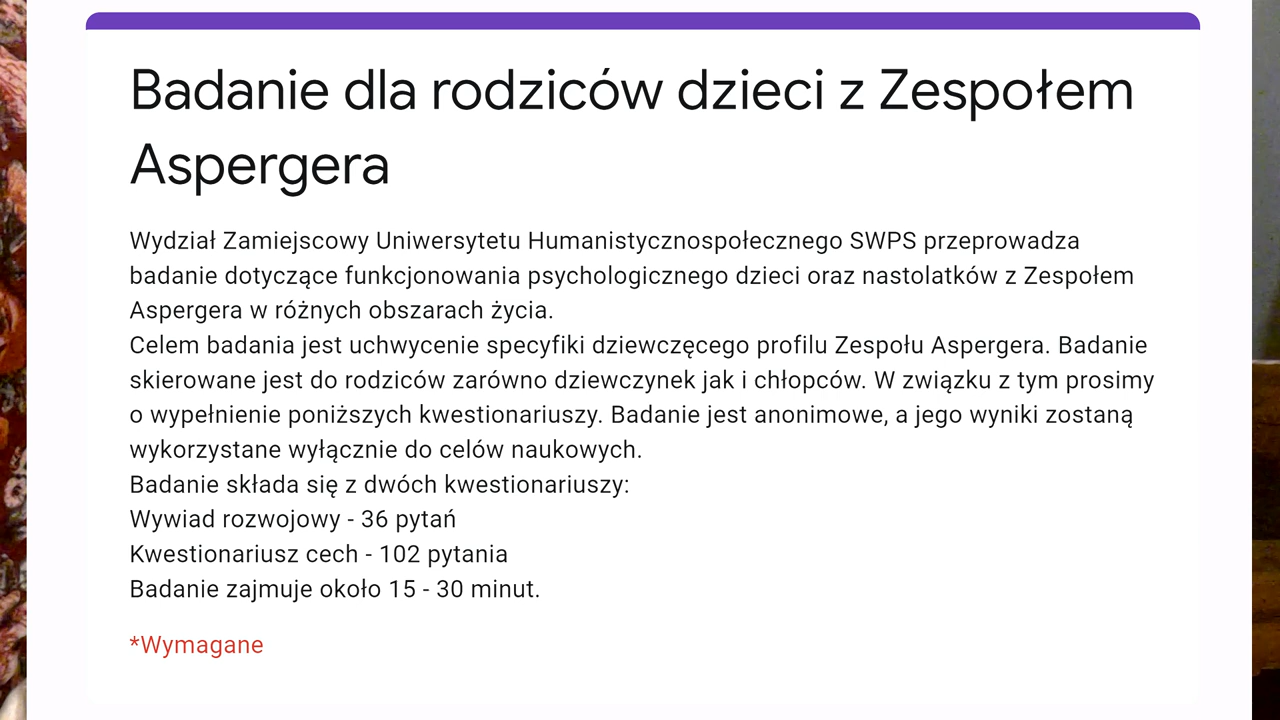 Badanie dla rodziców dzieci z Zespołem
Aspergera
Wydział Zamiejscowy Uniwersytetu Humanistycznospołecznego SWPS przeprowadza
badanie dotyczące funkcjonowania psychologicznego dzieci oraz nastolatków z Zespołem
Aspergera w różnych obszarach życia.
Celem badania jest uchwycenie specyfiki dziewczęcego profilu Zespołu Aspergera. Badanie
skierowane jest do rodziców zarówno dziewczynek jak i chłopców. W związku z tym prosimy
o wypełnienie poniższych kwestionariuszy. Badanie jest anonimowe, a jego wyniki zostaną
wykorzystane wyłącznie do celów naukowych.
Badanie składa się z dwóch kwestionariuszy:
Wywiad rozwojowy - 36 pytań
Kwestionariusz cech - 102 pytania
Badanie zajmuje około 15 - 30 minut.
*Wymagane